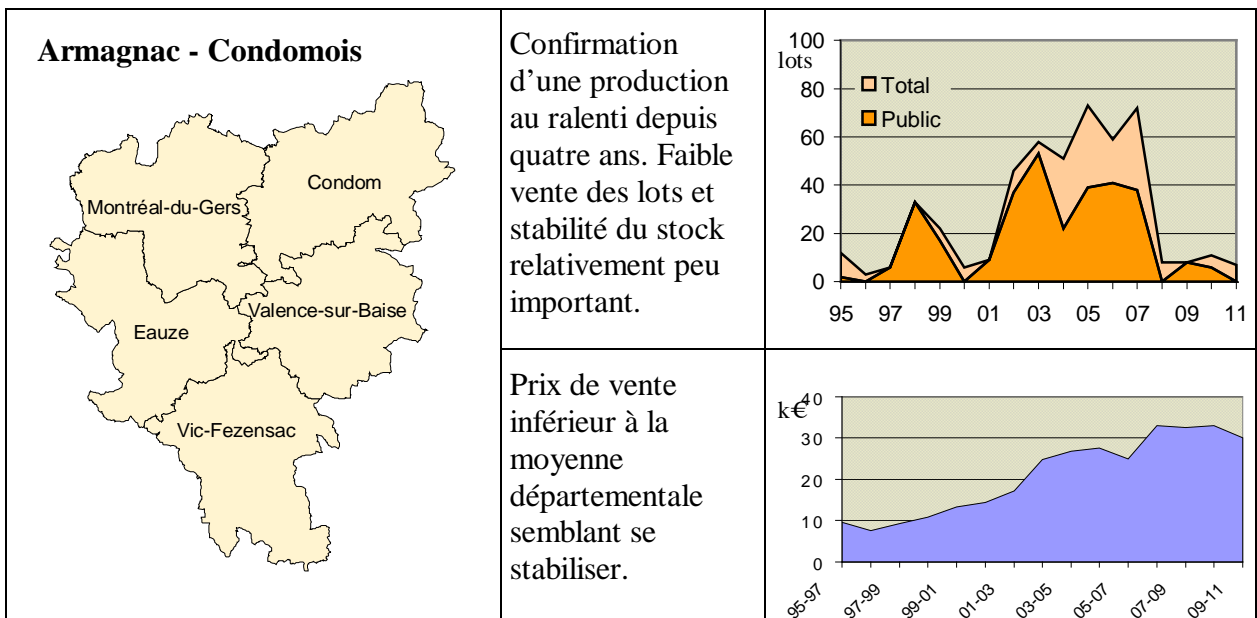 Armagnac - Condomois
Condom
Montréal-du-Gers
Valence-sur-Baise
Eauze
Vic-Fezensac
Confirmation
d’une production
au ralenti depuis
quatre ans. Faible
vente des lots et
stabilité du stock
relativement peu
important.
100
lots
80
60
40
20
0
Total
Public
95 97 99 01 03 05 07 09 11
Prix de vente
inférieur à la
moyenne
départementale
semblant se
stabiliser.
40
k€
30
20
10
0
95-97 97-99 99-01 01-03 03-05 05-07 07-09 09-11